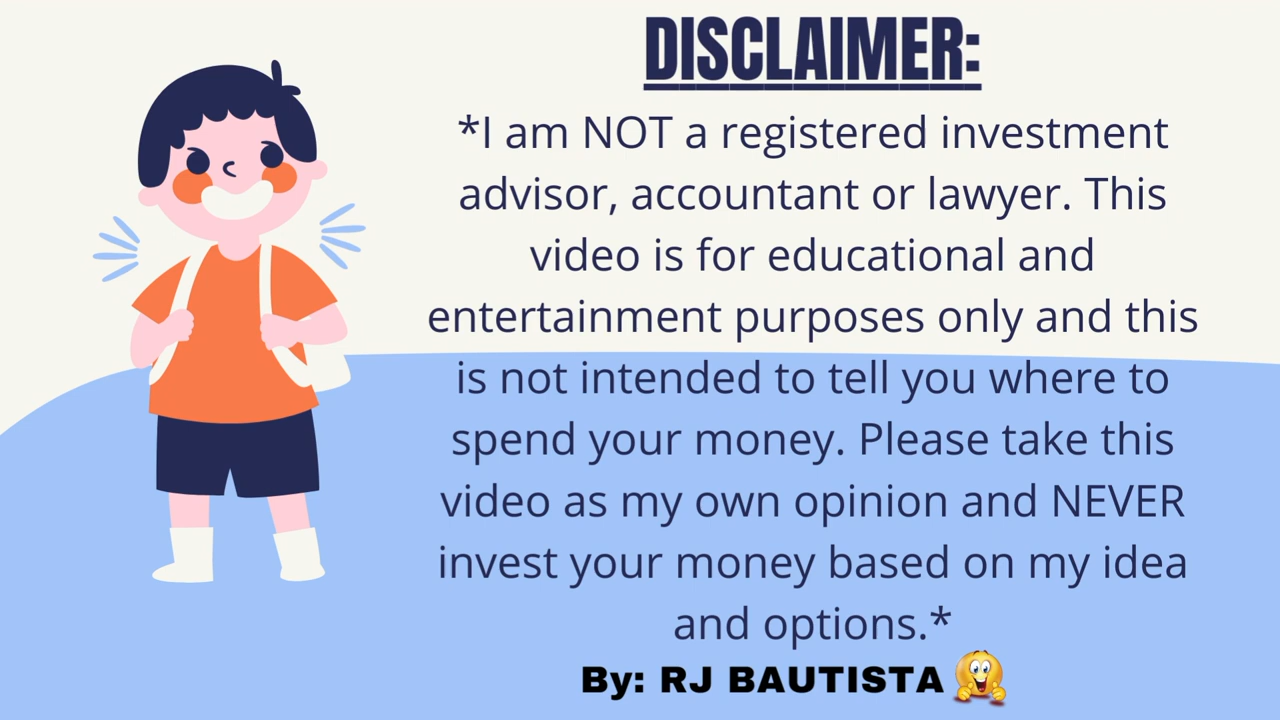 DISCLAIMER:
*I am NOT a registered investment
advisor, accountant or lawyer. This
video is for educational and
entertainment purposes only and this
is not intended to tell you where to
spend your money. Please take this
video as my own opinion and NEVER
invest your money based on my idea
and options.*
By: RJ BAUTISTA